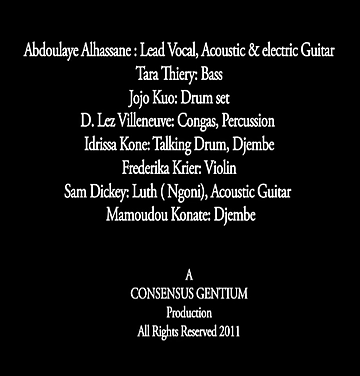 Abdoulaye Alhassane : Lead Vocal, Acoustic & electric Guitar
Tara Thiery: Bass
Jojo Kuo: Drum set
D. Lez Villeneuve: Congas, Percussion
Idrissa Kone: Talking Drum, Djembe
Frederika Krier: Violin
Sam Dickey: Luth ( Ngoni), Acoustic Guitar
Mamoudou Konate: Djembe
A
CONSENSUS GENTIUM
Production
All Rights Reserved 2011